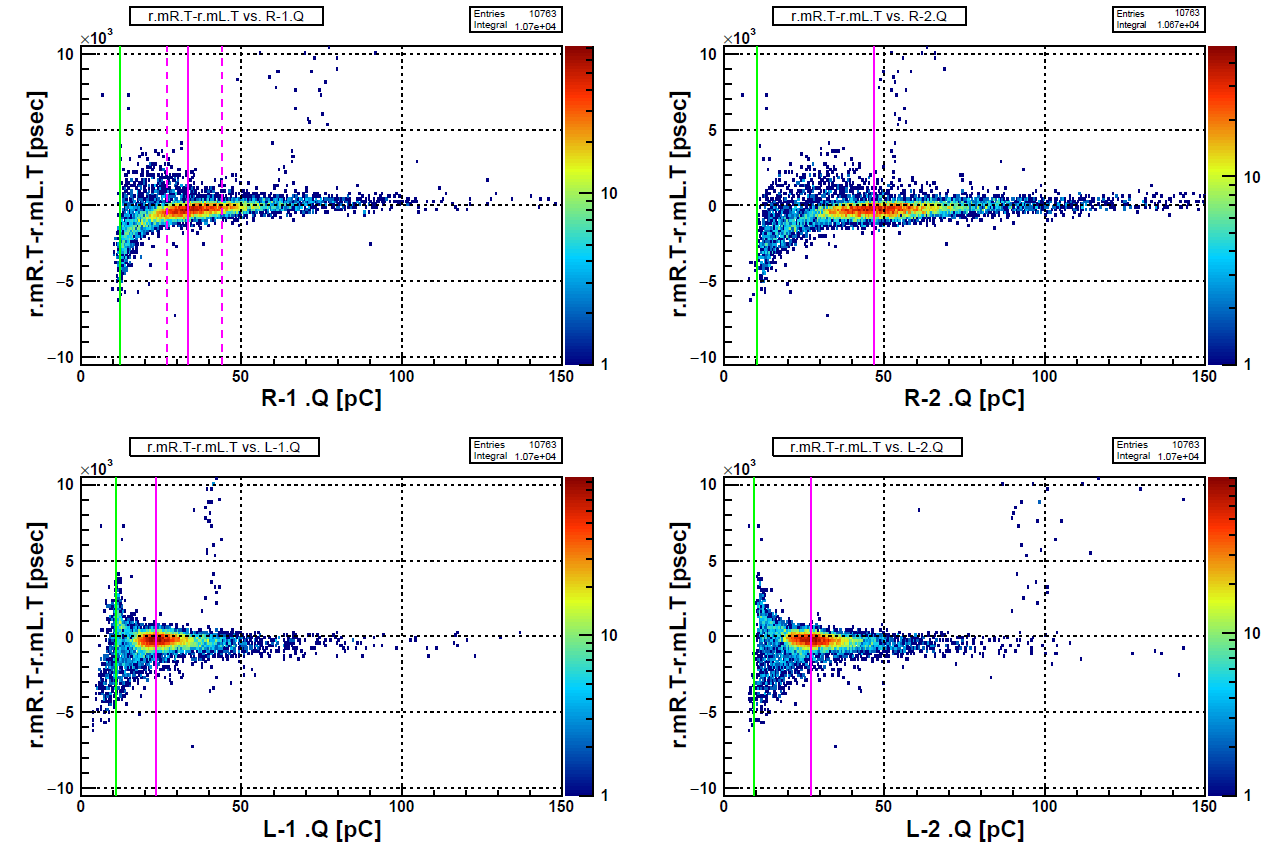 r.mR.T-r.mL.T vs. R-1.Q
Entries 10763
Integral 1.07e+04
×10³
10
5
0
−5
−10
r.mR.T-r.mL.T [psec]
0 50 100 150
R-1 .Q [pC]
10
1
r.mR.T-r.mL.T vs. R-2.Q
Entries 10763
Integral 1.067e+04
×10³
10
5
0
−5
−10
r.mR.T-r.mL.T [psec]
0 50 100 150
R-2 .Q [pC]
10
1
r.mR.T-r.mL.T vs. L-1.Q
Entries 10763
Integral 1.07e+04
×10³
10
5
0
−5
−10
r.mR.T-r.mL.T [psec]
0 50 100 150
L-1 .Q [pC]
10
1
r.mR.T-r.mL.T vs. L-2.Q
Entries 10763
Integral 1.07e+04
×10³
10
5
0
−5
−10
r.mR.T-r.mL.T [psec]
0 50 100 150
L-2 .Q [pC]
10
1